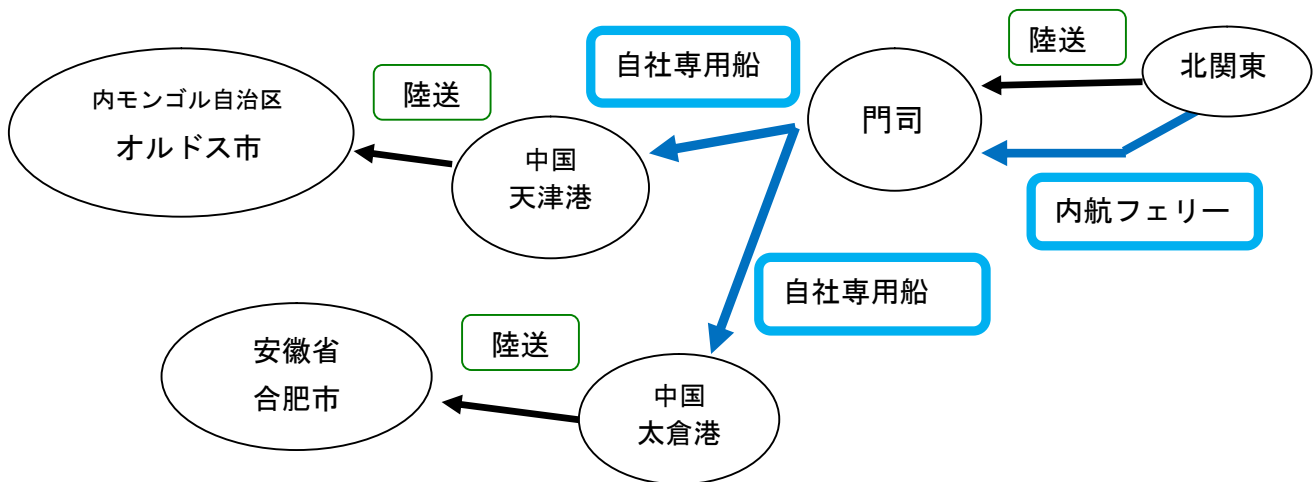 陸送
自社専用船
北関東
内モンゴル自治区
オルドス市
陸送
門司
中国
天津港
内航フェリー
自社専用船
安徽省
合肥市
陸送
中国
太倉港